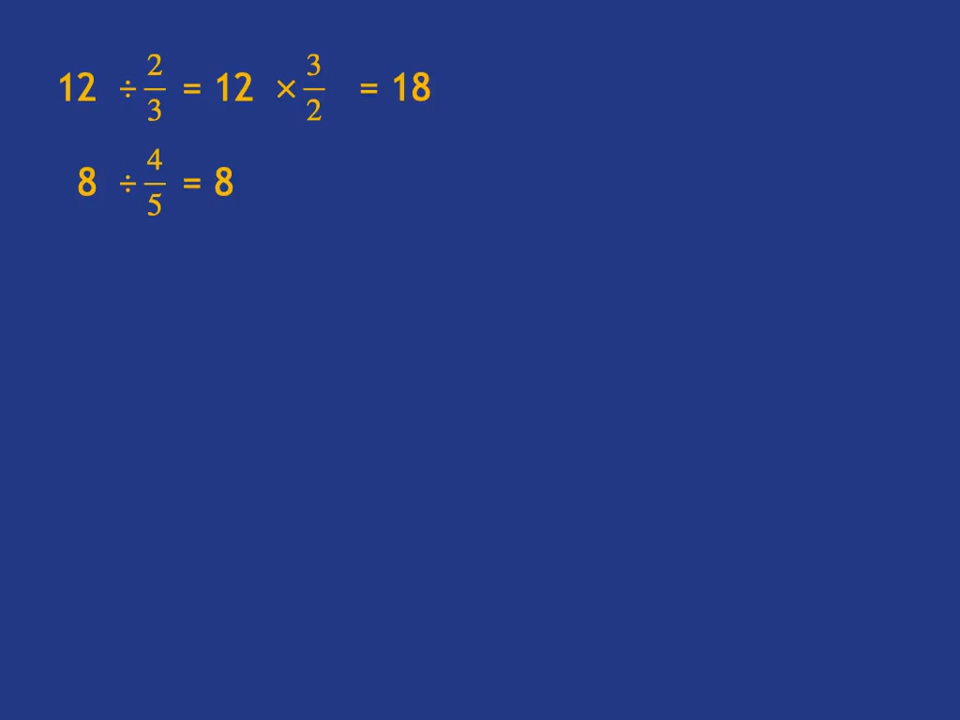 12 ÷ 2/3 = 12 × 3/2 = 18
8 ÷ 4/5 = 8